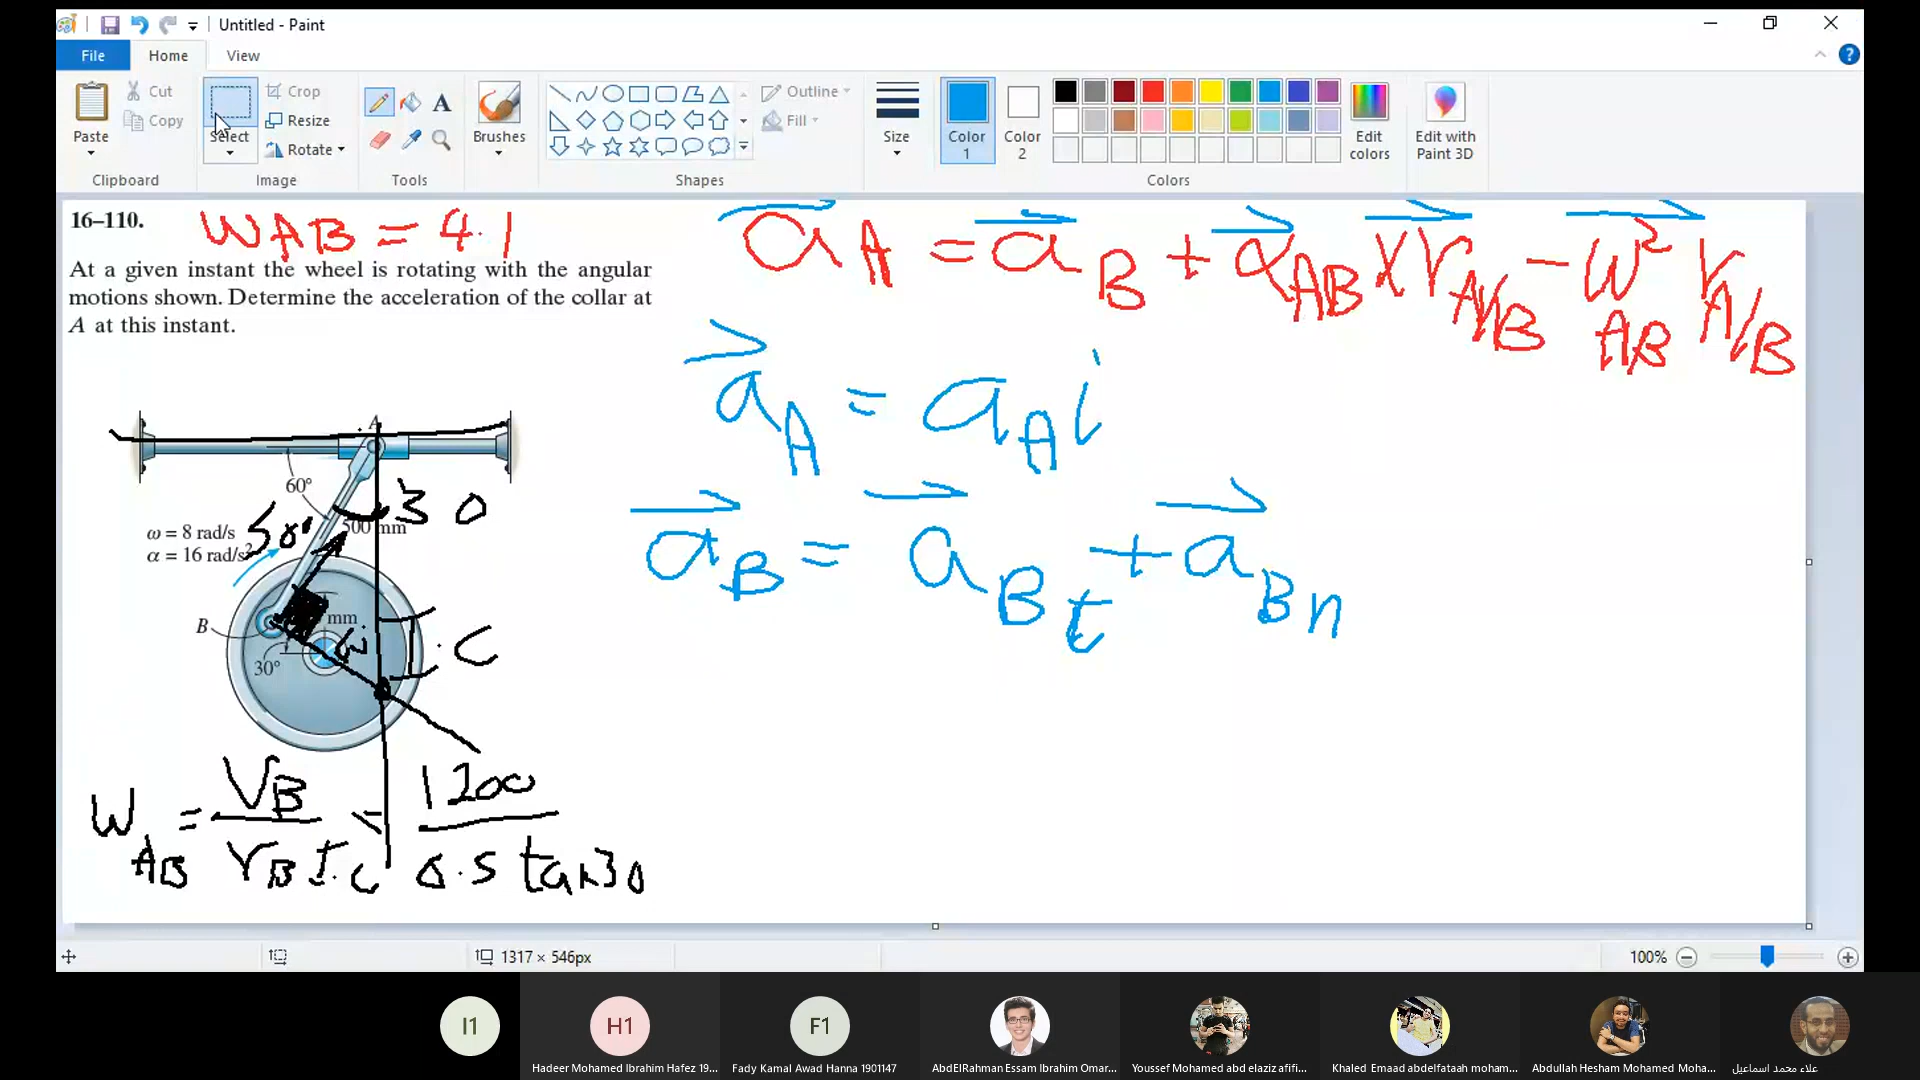 Untitled - Paint
File Home View
Paste
Cut
Copy
Clipboard
Select
Crop
Resize
Rotate
Image
A
Tools
Brushes
Outline
Fill
Shapes
Size
Color 1
Color 2
Colors
Edit colors
Edit with Paint 3D
16–110.
WAB = 4.1
At a given instant the wheel is rotating with the angular
motions shown. Determine the acceleration of the collar at
A at this instant.
A
60°
30
500 mm
500
ω = 8 rad/s
α = 16 rad/s²
B
mm
W
30°
I.C
WAB = VB / rB I.C = 1200 / 0.5 tan30
aA = aB + αAB × rA/B − W²AB rA/B
aA = aA i
aB = aBt + aBn
1317 × 546px
100%
I1
H1
F1
Hadeer Mohamed Ibrahim Hafez 19...
Fady Kamal Awad Hanna 1901147
AbdElRahman Essam Ibrahim Omar...
Youssef Mohamed abd elaziz afifi...
Khaled Emaad abdelfataah moham...
Abdullah Hesham Mohamed Moha...
علاء محمد اسماعيل